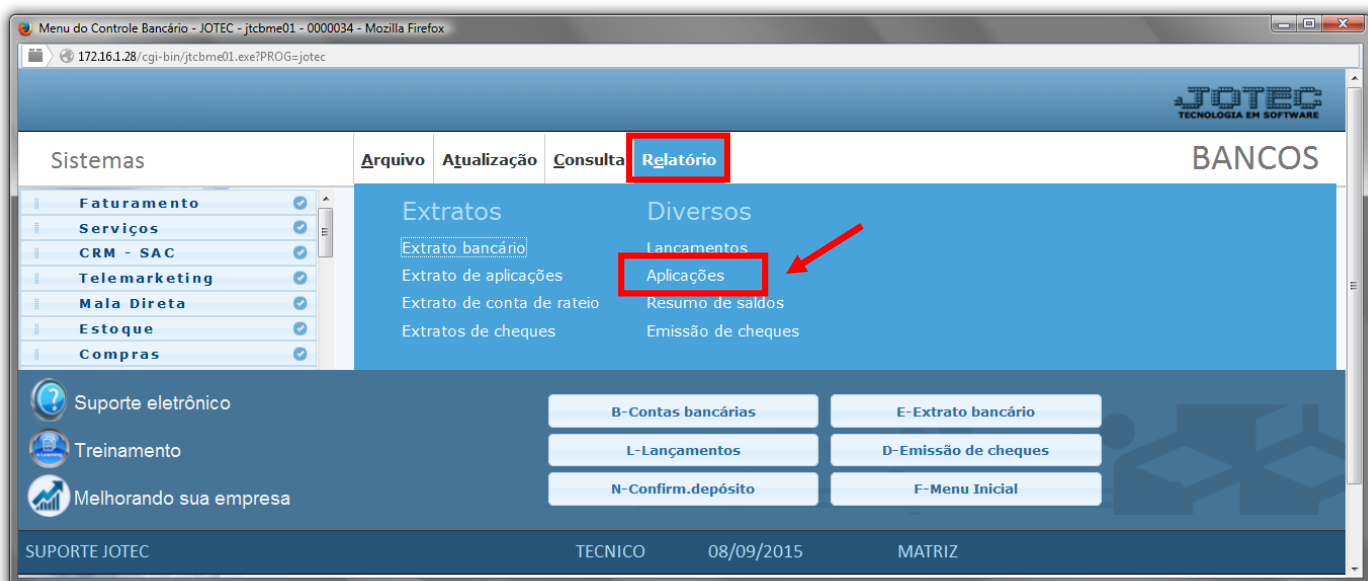 Menu do Controle Bancário - JOTEC - jtcbme01 - 0000034 - Mozilla Firefox
172.16.1.28/cgi-bin/jtcbme01.exe?PROG=jotec
JOTEC
TECNOLOGIA EM SOFTWARE
Sistemas
Arquivo Atualização Consulta Relatório
BANCOS
Faturamento
Serviços
CRM - SAC
Telemarketing
Mala Direta
Estoque
Compras
Extratos
Extrato bancário
Extrato de aplicações
Extrato de conta de rateio
Extratos de cheques
Diversos
Lancamentos
Aplicações
Resumo de saldos
Emissão de cheques
Suporte eletrônico
Treinamento
Melhorando sua empresa
B-Contas bancárias E-Extrato bancário
L-Lançamentos D-Emissão de cheques
N-Confirm.depósito F-Menu Inicial
SUPORTE JOTEC TECNICO 08/09/2015 MATRIZ